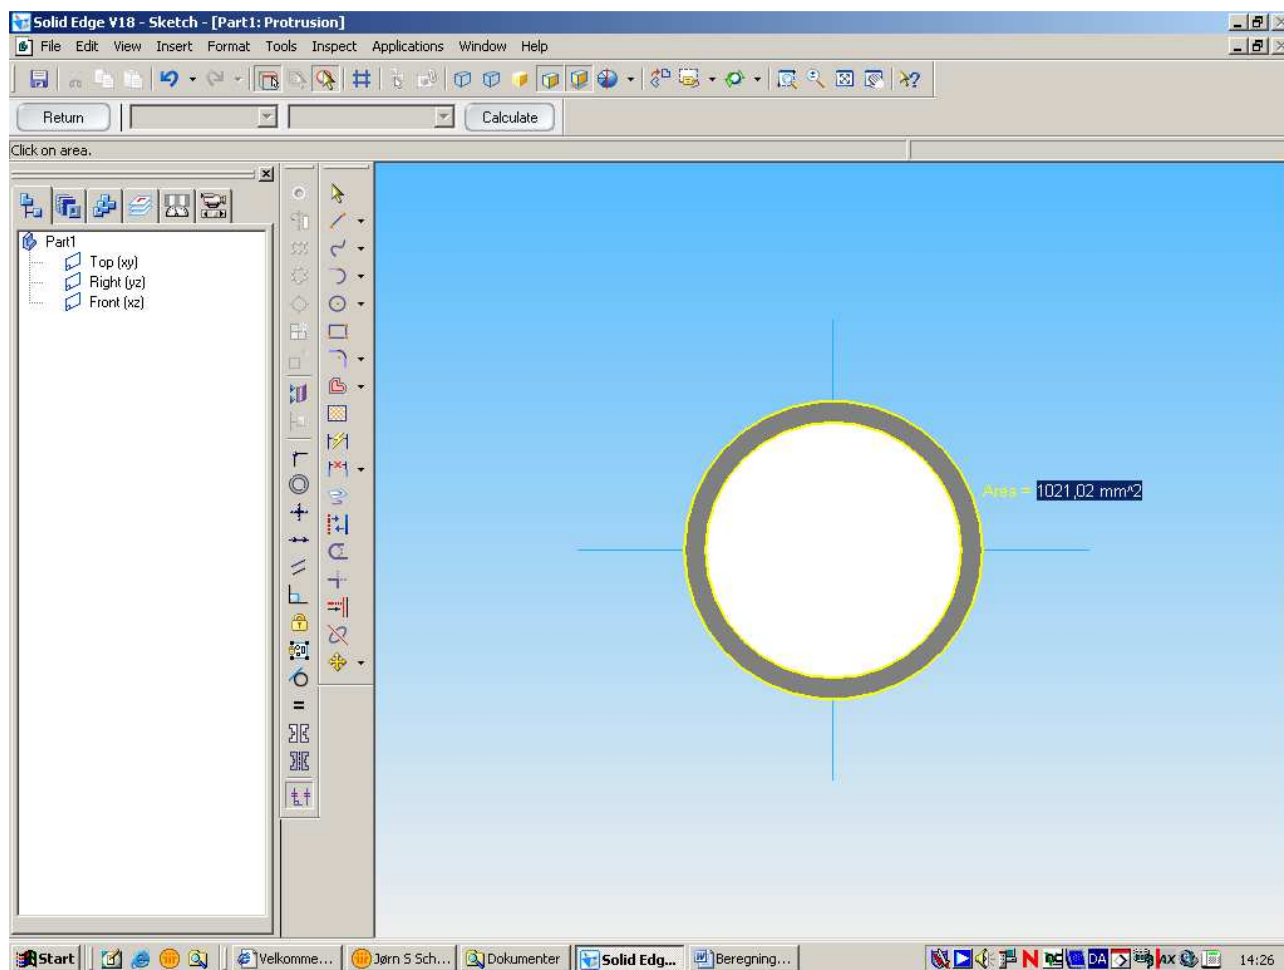 Solid Edge V18 - Sketch - [Part1: Protrusion]
File Edit View Insert Format Tools Inspect Applications Window Help
Return Calculate
Click on area.
Part1
Top (xy)
Right (yz)
Front (xz)
Area = 1021,02 mm^2
Start Velkomme... Jørn S Sch... Dokumenter Solid Edg... Beregning... N DA AX 14:26